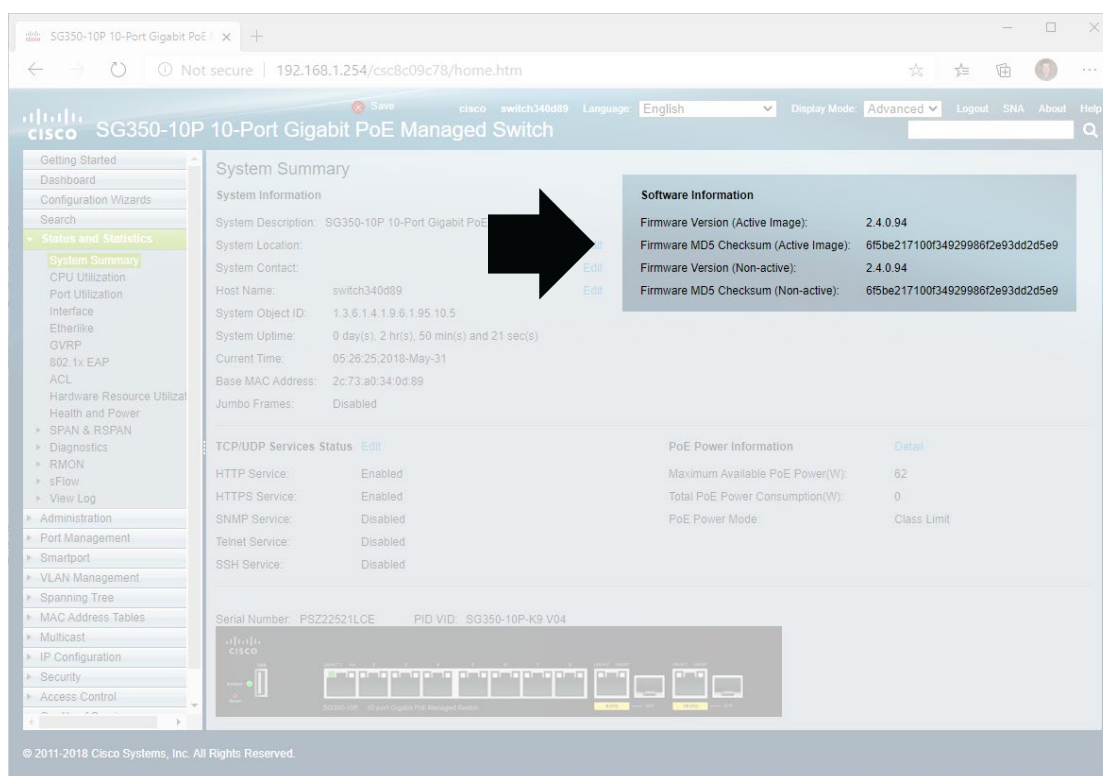 SG350-10P 10-Port Gigabit PoE
Not secure | 192.168.1.254/csc8c09c78/home.htm
Save cisco switch340d89 Language: English Display Mode: Advanced Logout SNA About Help
CISCO SG350-10P 10-Port Gigabit PoE Managed Switch
Getting Started
Dashboard
Configuration Wizards
Search
Status and Statistics
System Summary
CPU Utilization
Port Utilization
Interface
Etherlike
GVRP
802.1x EAP
ACL
Hardware Resource Utilizat
Health and Power
SPAN & RSPAN
Diagnostics
RMON
sFlow
View Log
Administration
Port Management
Smartport
VLAN Management
Spanning Tree
MAC Address Tables
Multicast
IP Configuration
Security
Access Control
System Summary
System Information
System Description: SG350-10P 10-Port Gigabit PoE
System Location:
System Contact: Edit
Host Name: switch340d89 Edit
System Object ID: 1.3.6.1.4.1.9.6.1.95.10.5
System Uptime: 0 day(s), 2 hr(s), 50 min(s) and 21 sec(s)
Current Time: 05:26:25;2018-May-31
Base MAC Address: 2c:73:a0:34:0d:89
Jumbo Frames: Disabled
Software Information
Firmware Version (Active Image): 2.4.0.94
Firmware MD5 Checksum (Active Image): 6f5be217100f34929986f2e93dd2d5e9
Firmware Version (Non-active): 2.4.0.94
Firmware MD5 Checksum (Non-active): 6f5be217100f34929986f2e93dd2d5e9
TCP/UDP Services Status Edit
HTTP Service: Enabled
HTTPS Service: Enabled
SNMP Service: Disabled
Telnet Service: Disabled
SSH Service: Disabled
PoE Power Information Detail
Maximum Available PoE Power(W): 62
Total PoE Power Consumption(W): 0
PoE Power Mode: Class Limit
Serial Number: PSZ22521LCE PID VID: SG350-10P-K9 V04
CISCO
SG350-10P 10-port Gigabit PoE Managed Switch
© 2011-2018 Cisco Systems, Inc. All Rights Reserved.